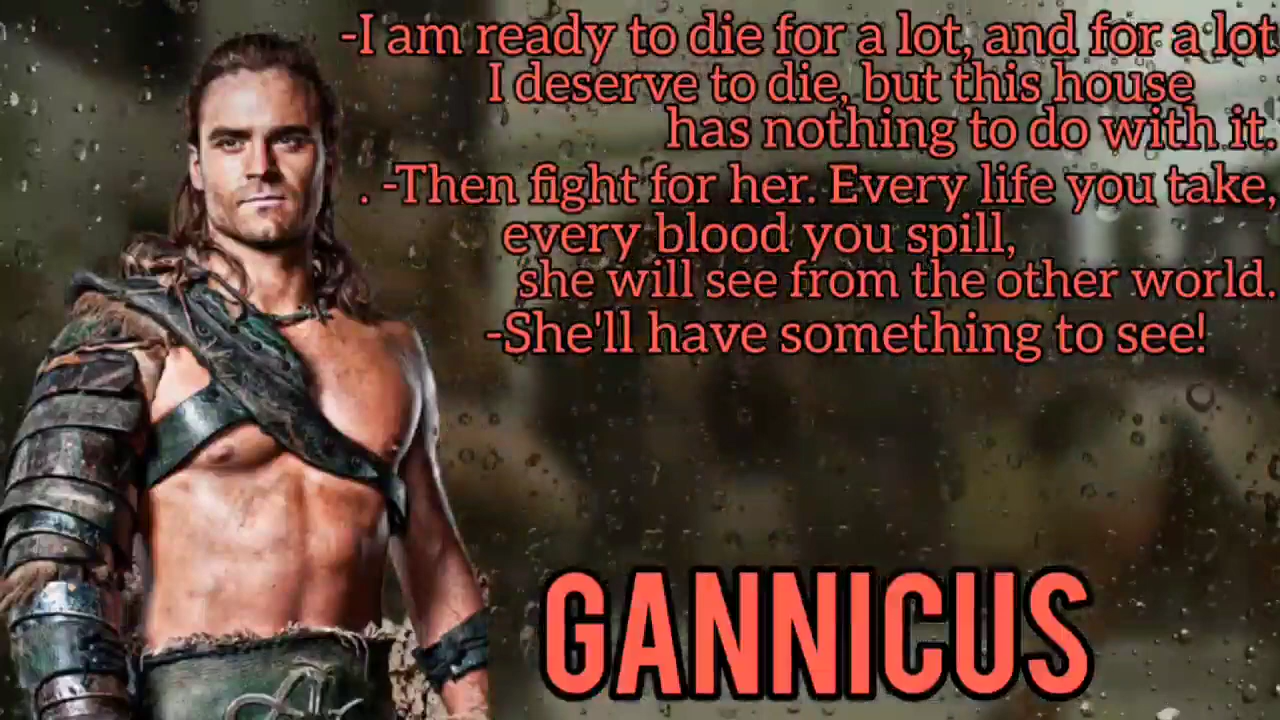 -I am ready to die for a lot, and for a lot
I deserve to die, but this house
has nothing to do with it.
. -Then fight for her. Every life you take,
every blood you spill,
she will see from the other world.
-She'll have something to see!
GANNICUS